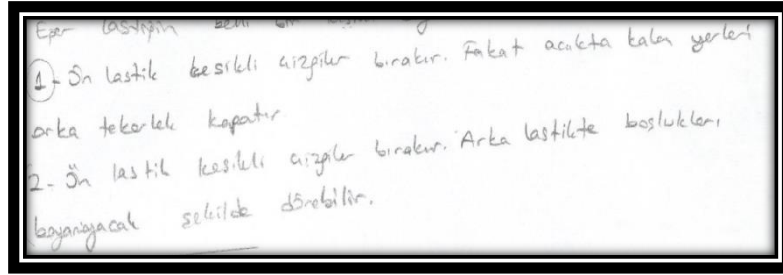 Eğer lastiğin
1- Ön lastik kesikli çizgiler bırakır. Fakat açıkta kalan yerleri
arka tekerlek kapatır
2- Ön lastik kesikli çizgiler bırakır. Arka lastikte boşlukları
boyanıyacak şekilde dönebilir.